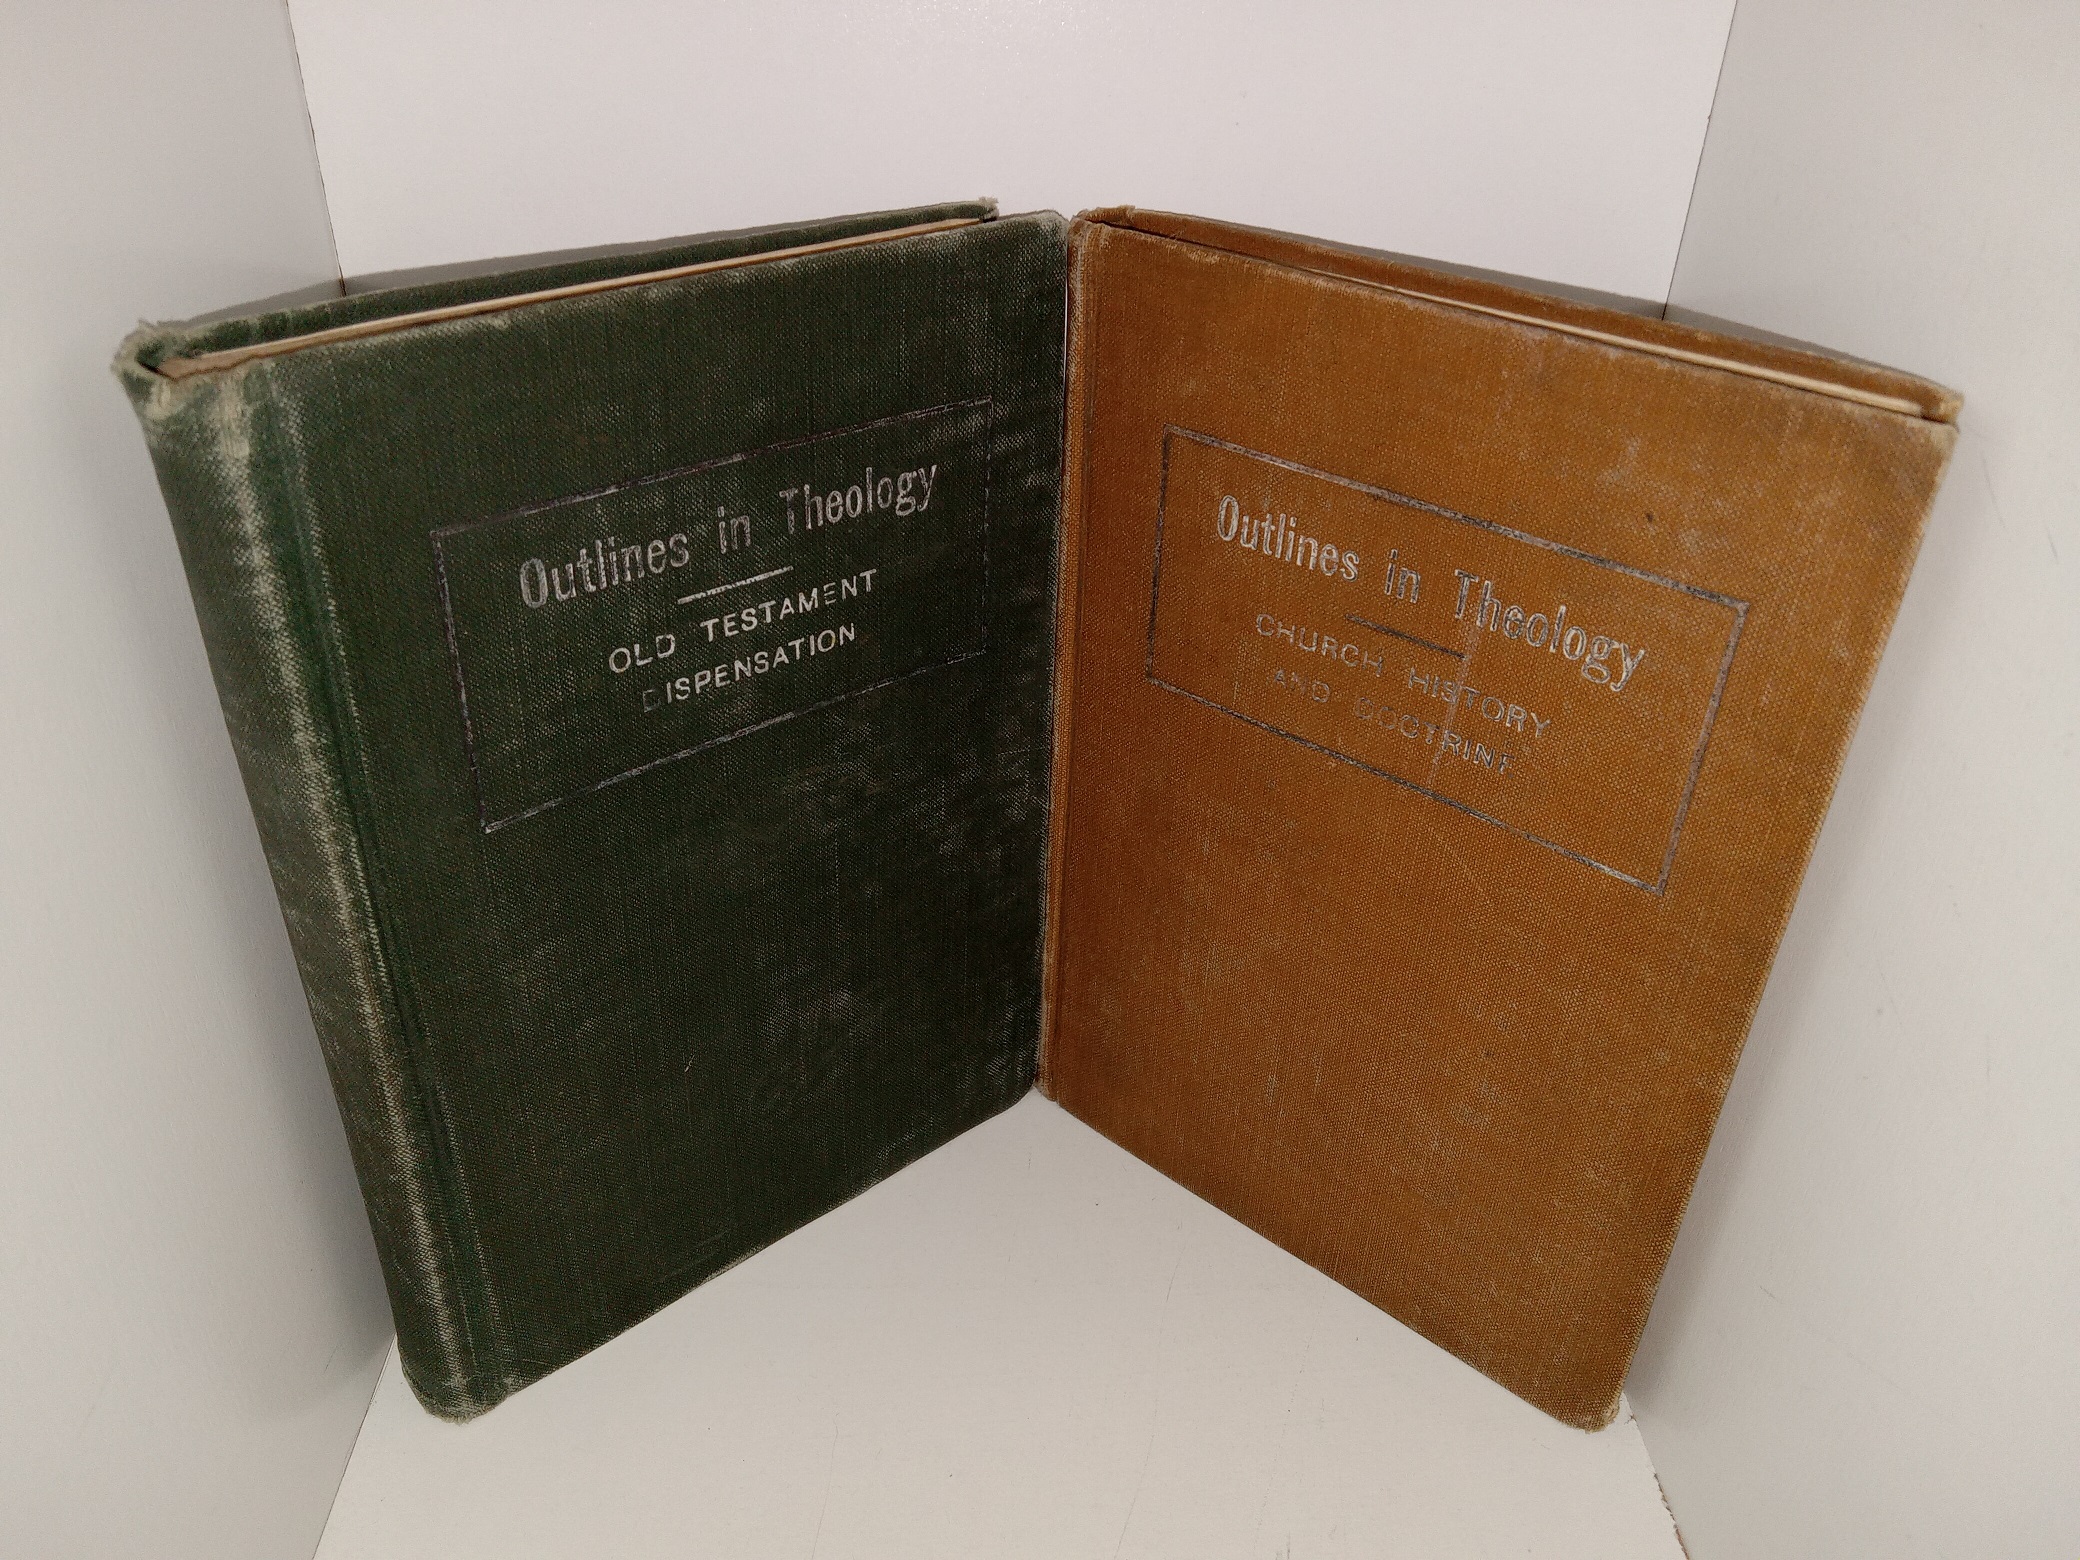 Outlines in Theology
OLD TESTAMENT
DISPENSATION
Outlines in Theology
CHURCH HISTORY
AND DOCTRINE